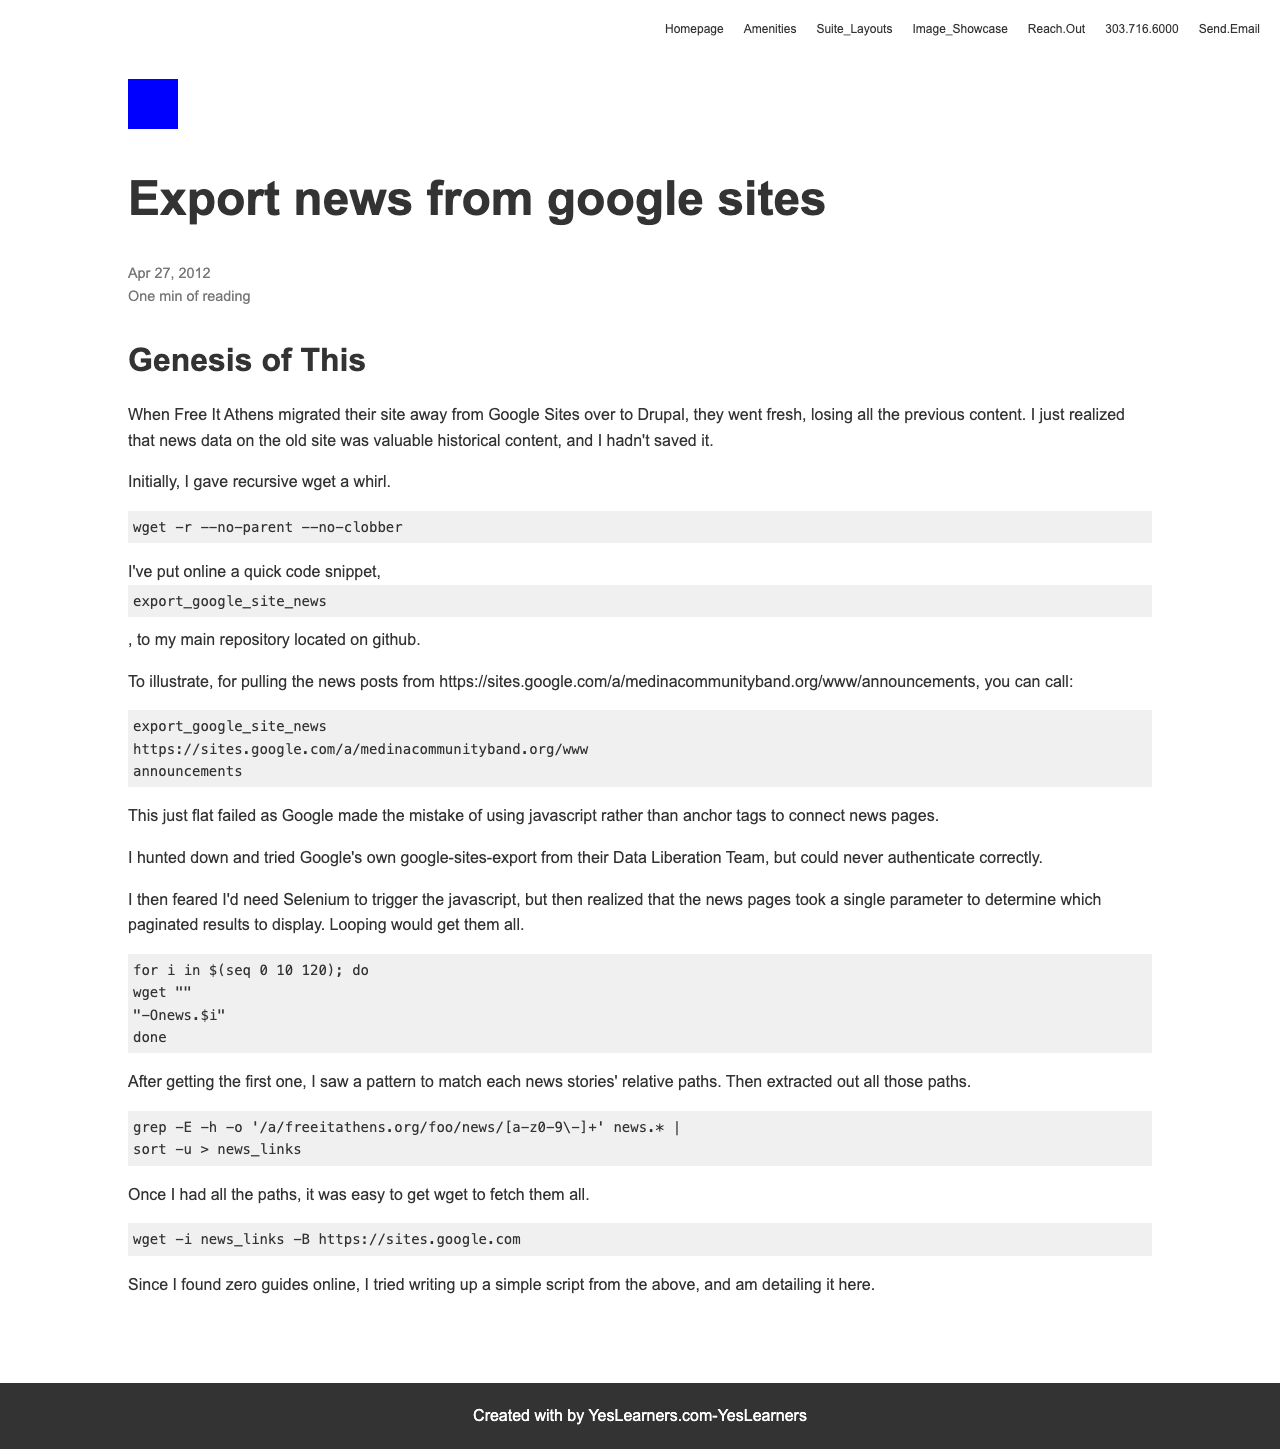 Homepage Amenities Suite_Layouts Image_Showcase Reach.Out 303.716.6000 Send.Email
Export news from google sites
Apr 27, 2012
One min of reading
Genesis of This
When Free It Athens migrated their site away from Google Sites over to Drupal, they went fresh, losing all the previous content. I just realized
that news data on the old site was valuable historical content, and I hadn't saved it.
Initially, I gave recursive wget a whirl.
wget -r --no-parent --no-clobber
I've put online a quick code snippet,
export_google_site_news
, to my main repository located on github.
To illustrate, for pulling the news posts from https://sites.google.com/a/medinacommunityband.org/www/announcements, you can call:
export_google_site_news
https://sites.google.com/a/medinacommunityband.org/www
announcements
This just flat failed as Google made the mistake of using javascript rather than anchor tags to connect news pages.
I hunted down and tried Google's own google-sites-export from their Data Liberation Team, but could never authenticate correctly.
I then feared I'd need Selenium to trigger the javascript, but then realized that the news pages took a single parameter to determine which
paginated results to display. Looping would get them all.
for i in $(seq 0 10 120); do
wget ""
"-Onews.$i"
done
After getting the first one, I saw a pattern to match each news stories' relative paths. Then extracted out all those paths.
grep -E -h -o '/a/freeitathens.org/foo/news/[a-z0-9\-]+' news.* |
sort -u > news_links
Once I had all the paths, it was easy to get wget to fetch them all.
wget -i news_links -B https://sites.google.com
Since I found zero guides online, I tried writing up a simple script from the above, and am detailing it here.
Created with by YesLearners.com-YesLearners